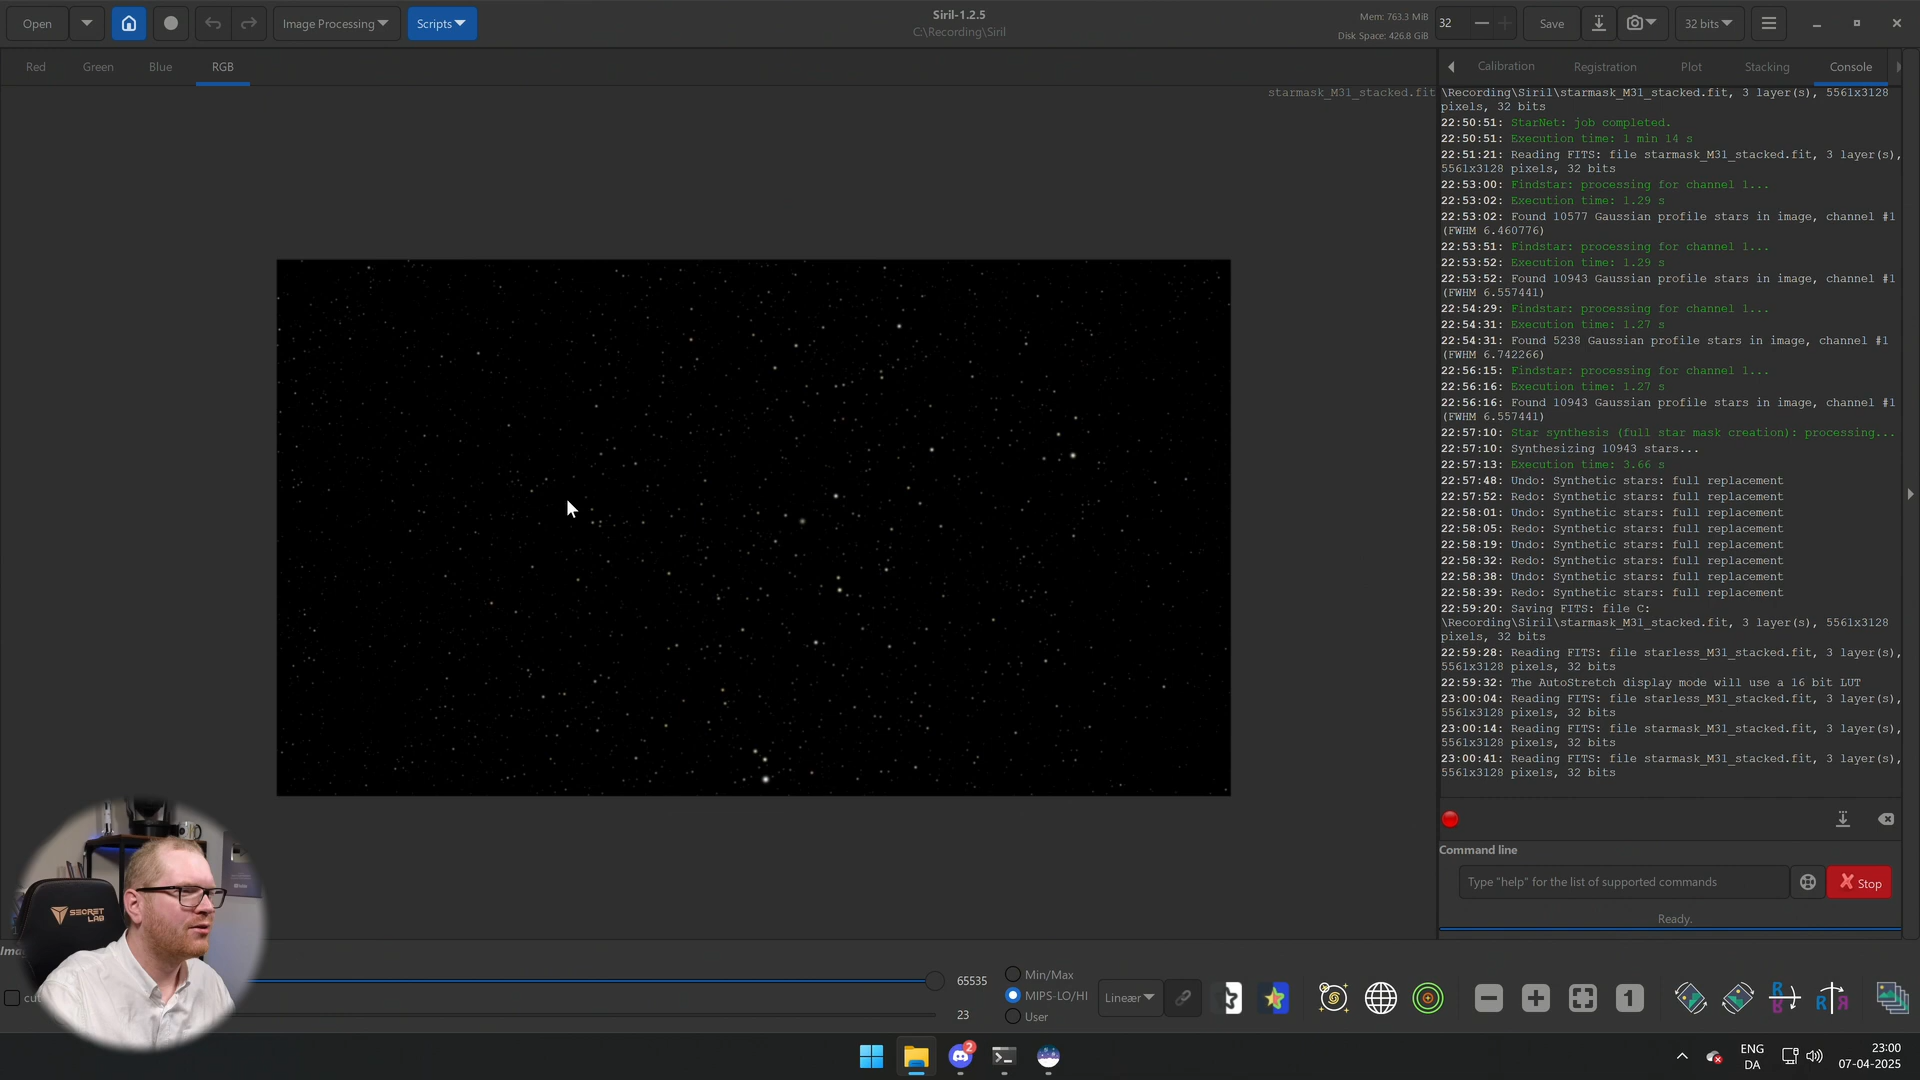 Open
Image Processing
Scripts
Siril-1.2.5
C:\Recording\Siril
Mem: 763.3 MiB
Disk Space: 426.8 GiB
32
Save
32 bits
Red
Green
Blue
RGB
Calibration
Registration
Plot
Stacking
Console
starmask_M31_stacked.fit
\Recording\Siril\starmask_M31_stacked.fit, 3 layer(s), 5561x3128
pixels, 32 bits
22:50:51: StarNet: job completed.
22:50:51: Execution time: 1 min 14 s
22:51:21: Reading FITS: file starmask_M31_stacked.fit, 3 layer(s),
5561x3128 pixels, 32 bits
22:53:00: Findstar: processing for channel 1...
22:53:02: Execution time: 1.29 s
22:53:02: Found 10577 Gaussian profile stars in image, channel #1
(FWHM 6.460776)
22:53:51: Findstar: processing for channel 1...
22:53:52: Execution time: 1.29 s
22:53:52: Found 10943 Gaussian profile stars in image, channel #1
(FWHM 6.557441)
22:54:29: Findstar: processing for channel 1...
22:54:31: Execution time: 1.27 s
22:54:31: Found 5238 Gaussian profile stars in image, channel #1
(FWHM 6.742266)
22:56:15: Findstar: processing for channel 1...
22:56:16: Execution time: 1.27 s
22:56:16: Found 10943 Gaussian profile stars in image, channel #1
(FWHM 6.557441)
22:57:10: Star synthesis (full star mask creation): processing...
22:57:10: Synthesizing 10943 stars...
22:57:13: Execution time: 3.66 s
22:57:48: Undo: Synthetic stars: full replacement
22:57:52: Redo: Synthetic stars: full replacement
22:58:01: Undo: Synthetic stars: full replacement
22:58:05: Redo: Synthetic stars: full replacement
22:58:19: Undo: Synthetic stars: full replacement
22:58:32: Redo: Synthetic stars: full replacement
22:58:38: Undo: Synthetic stars: full replacement
22:58:39: Redo: Synthetic stars: full replacement
22:59:20: Saving FITS: file C:
\Recording\Siril\starmask_M31_stacked.fit, 3 layer(s), 5561x3128
pixels, 32 bits
22:59:28: Reading FITS: file starless_M31_stacked.fit, 3 layer(s),
5561x3128 pixels, 32 bits
22:59:32: The AutoStretch display mode will use a 16 bit LUT
23:00:04: Reading FITS: file starless_M31_stacked.fit, 3 layer(s),
5561x3128 pixels, 32 bits
23:00:14: Reading FITS: file starmask_M31_stacked.fit, 3 layer(s),
5561x3128 pixels, 32 bits
23:00:41: Reading FITS: file starmask_M31_stacked.fit, 3 layer(s),
5561x3128 pixels, 32 bits
Command line
Type "help" for the list of supported commands
Stop
Ready.
SECRET
LAB
65535
23
Min/Max
MIPS-LO/HI
User
Linear
1
R
R
R
R
2
ENG
DA
23:00
07-04-2025